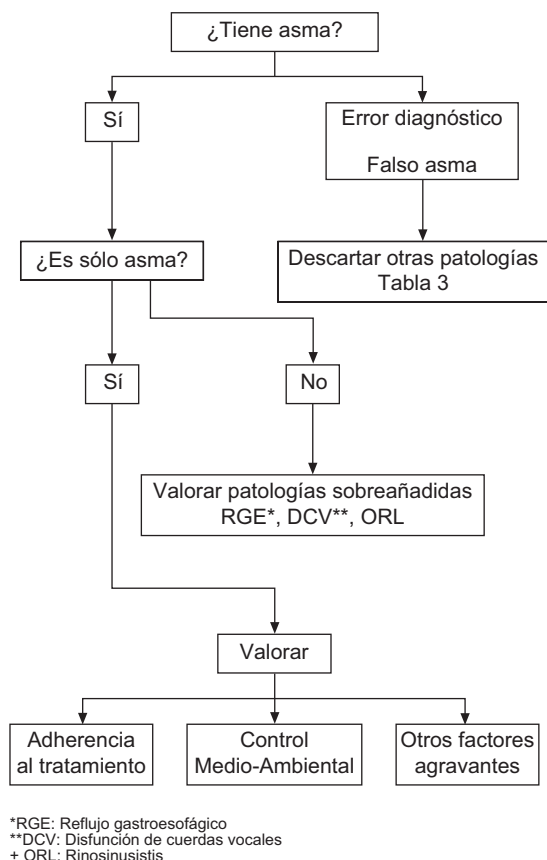 ¿Tiene asma?
Sí
Error diagnóstico
Falso asma
¿Es sólo asma?
Descartar otras patologías
Tabla 3
Sí
No
Valorar patologías sobreañadidas
RGE*, DCV**, ORL
Valorar
Adherencia
al tratamiento
Control
Medio-Ambiental
Otros factores
agravantes
*RGE: Reflujo gastroesofágico
**DCV: Disfunción de cuerdas vocales
+ ORL: Rinosinusistis